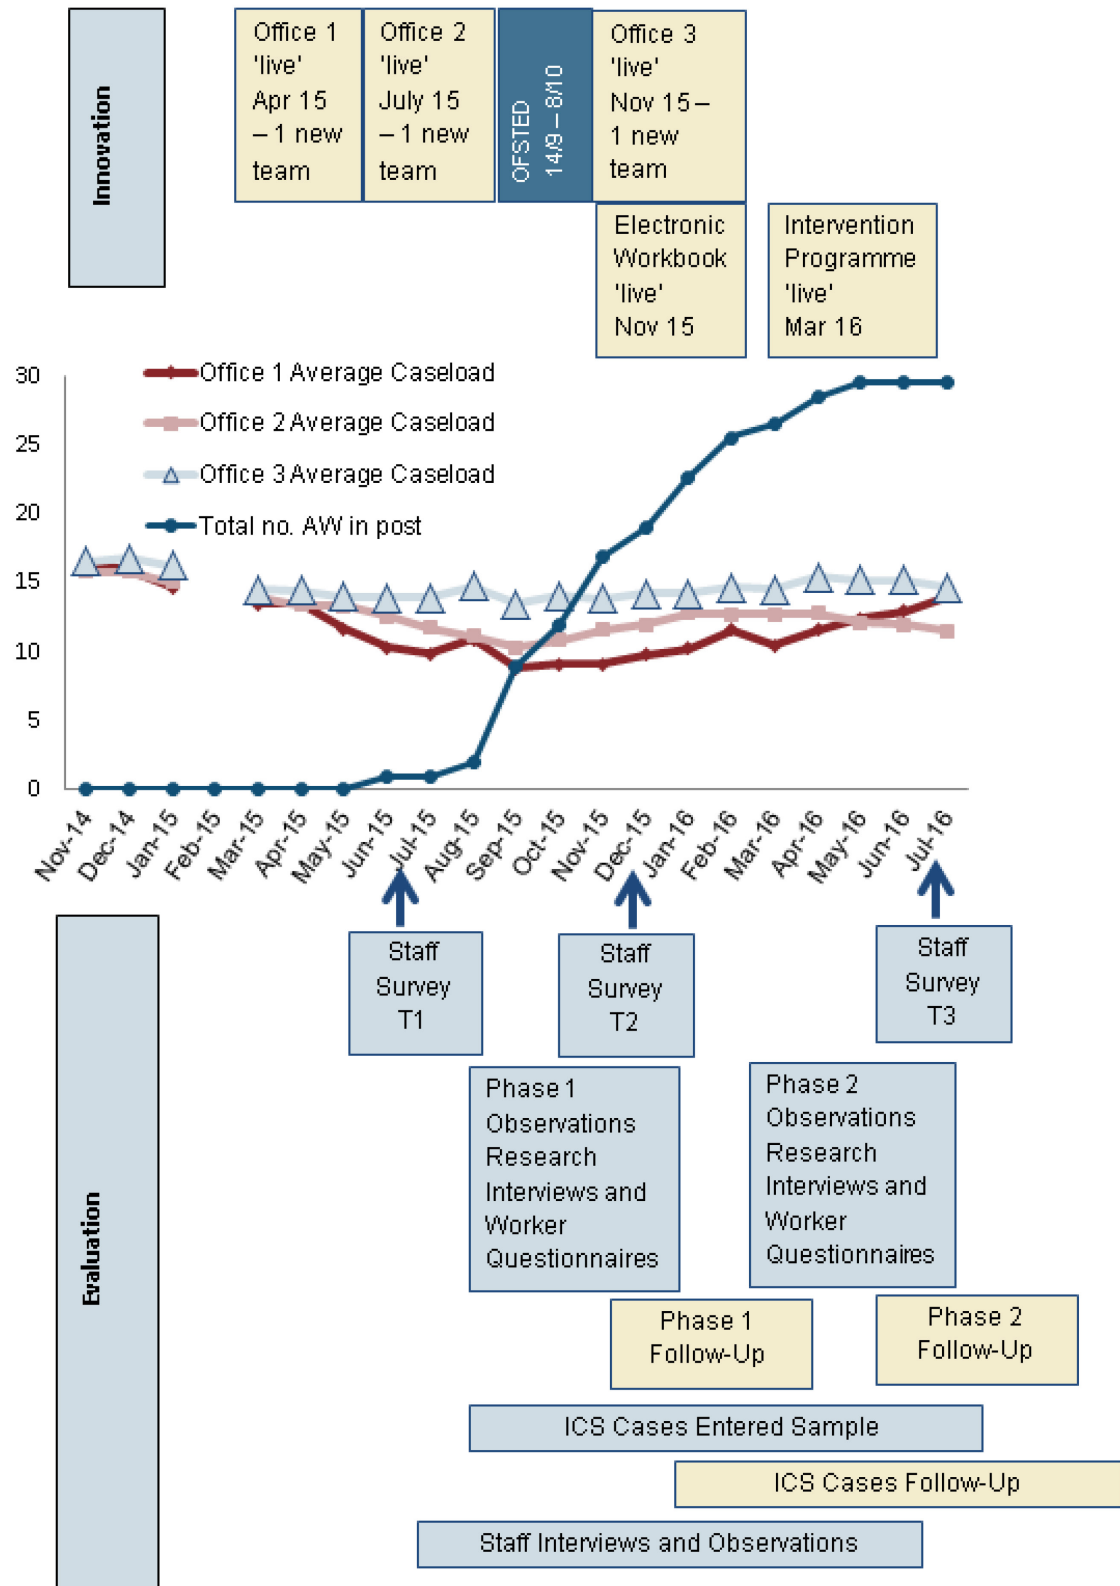 Innovation
Office 1
'live'
Apr 15
– 1 new
team
Office 2
'live'
July 15
– 1 new
team
OFSTED
14/9 – 8/10
Office 3
'live'
Nov 15 –
1 new
team
Electronic
Workbook
'live'
Nov 15
Intervention
Programme
'live'
Mar 16
Office 1 Average Caseload
Office 2 Average Caseload
Office 3 Average Caseload
Total no. AW in post
30
25
20
15
10
5
0
Nov-14
Dec-14
Jan-15
Feb-15
Mar-15
Apr-15
May-15
Jun-15
Jul-15
Aug-15
Sep-15
Oct-15
Nov-15
Dec-15
Jan-16
Feb-16
Mar-16
Apr-16
May-16
Jun-16
Jul-16
Evaluation
Staff
Survey
T1
Staff
Survey
T2
Staff
Survey
T3
Phase 1
Observations
Research
Interviews and
Worker
Questionnaires
Phase 2
Observations
Research
Interviews and
Worker
Questionnaires
Phase 1
Follow-Up
Phase 2
Follow-Up
ICS Cases Entered Sample
ICS Cases Follow-Up
Staff Interviews and Observations